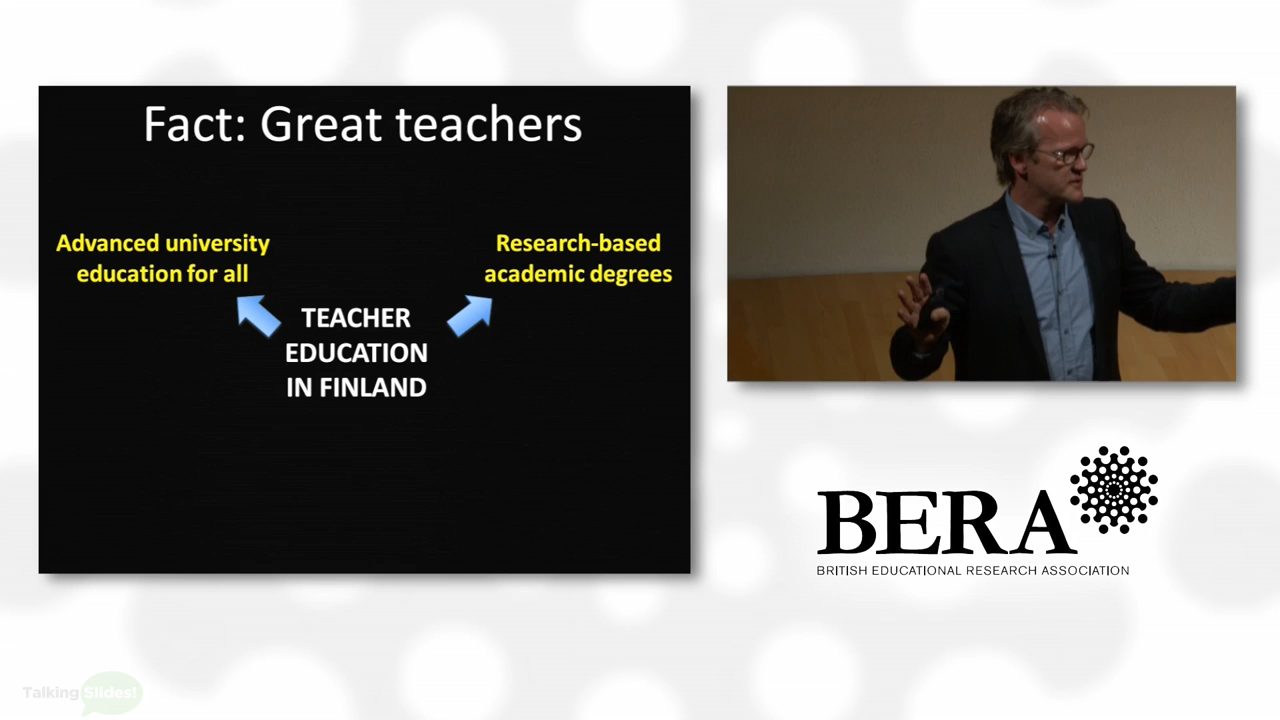 Fact: Great teachers
Advanced university
education for all
Research-based
academic degrees
TEACHER
EDUCATION
IN FINLAND
BERA
BRITISH EDUCATIONAL RESEARCH ASSOCIATION
Talking Slides!